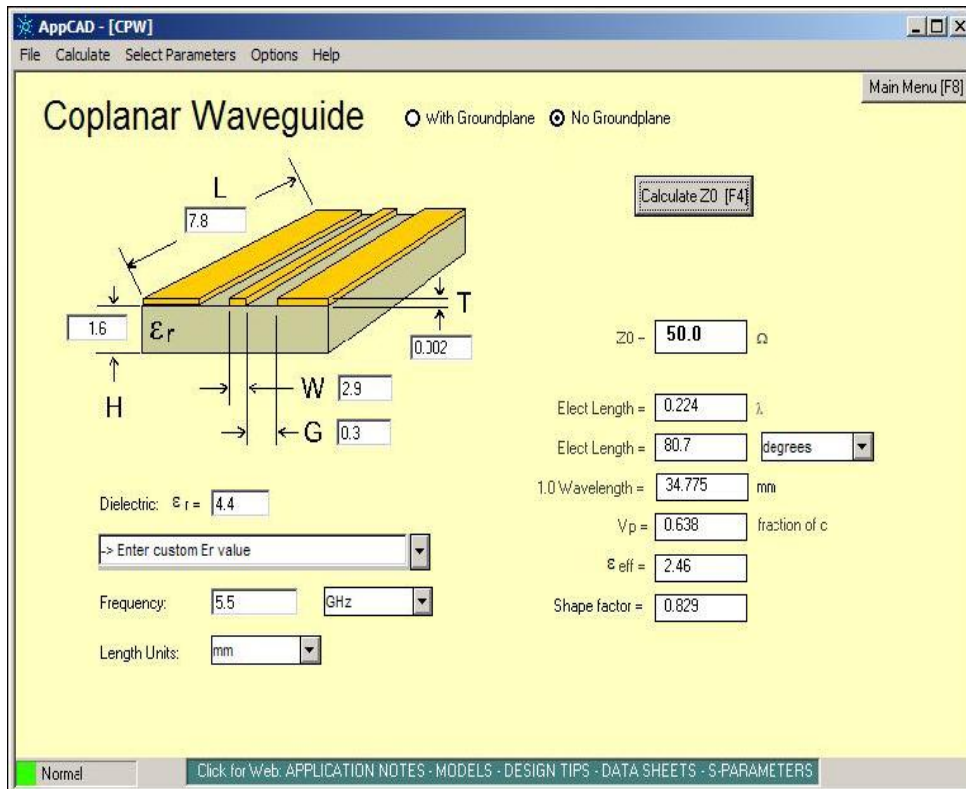 AppCAD - [CPW]
File Calculate Select Parameters Options Help
Main Menu [F8]
Coplanar Waveguide
With Groundplane
No Groundplane
Calculate Z0 [F4]
L
7.8
1.6
εr
T
0.002
H
W 2.9
G 0.3
Z0 = 50.0 Ω
Elect Length = 0.224 λ
Elect Length = 80.7 degrees
1.0 Wavelength = 34.775 mm
Vp = 0.638 fraction of c
ε eff = 2.46
Shape factor = 0.829
Dielectric: εr = 4.4
-> Enter custom Er value
Frequency: 5.5 GHz
Length Units: mm
Normal
Click for Web: APPLICATION NOTES - MODELS - DESIGN TIPS - DATA SHEETS - S-PARAMETERS